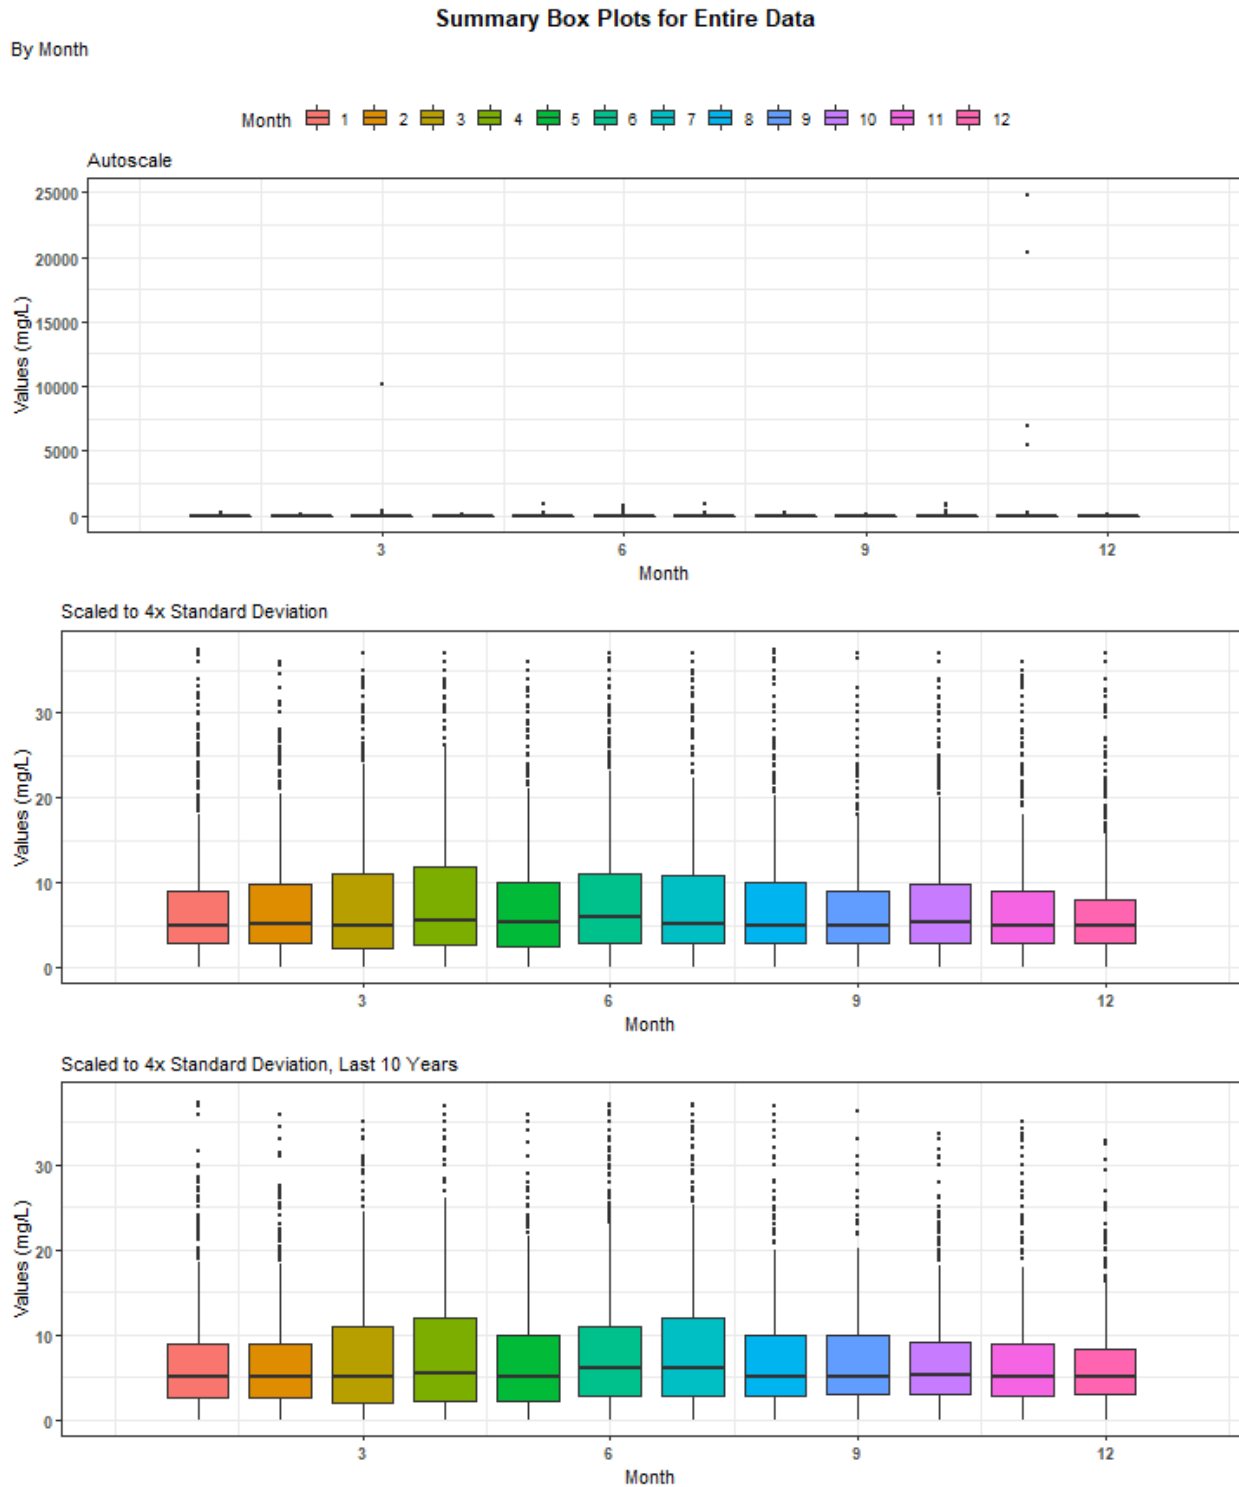 Summary Box Plots for Entire Data
By Month
Month 1 2 3 4 5 6 7 8 9 10 11 12
Autoscale
Values (mg/L)
25000
20000
15000
10000
5000
0
3 6 9 12
Month
Scaled to 4x Standard Deviation
Values (mg/L)
30
20
10
0
3 6 9 12
Month
Scaled to 4x Standard Deviation, Last 10 Years
Values (mg/L)
30
20
10
0
3 6 9 12
Month